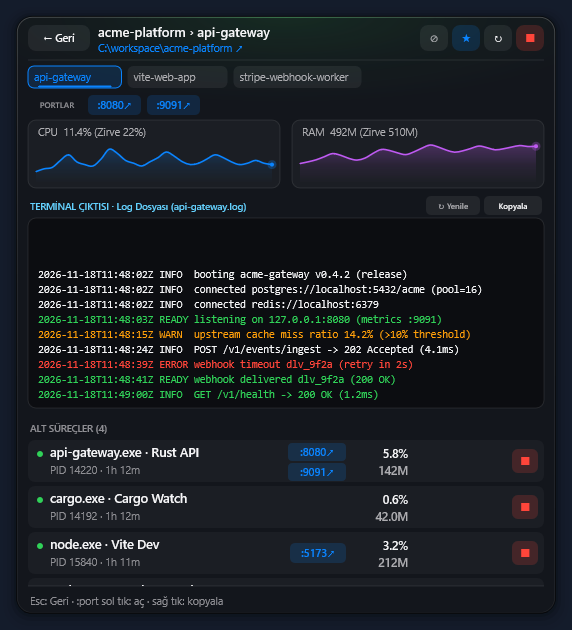 ← Geri
acme-platform › api-gateway
C:\workspace\acme-platform ↗
api-gateway
vite-web-app
stripe-webhook-worker
PORTLAR :8080↗ :9091↗
CPU 11.4% (Zirve 22%)
RAM 492M (Zirve 510M)
TERMİNAL ÇIKTISI · Log Dosyası (api-gateway.log)
↻ Yenile
Kopyala
2026-11-18T11:48:02Z INFO  booting acme-gateway v0.4.2 (release)
2026-11-18T11:48:02Z INFO  connected postgres://localhost:5432/acme (pool=16)
2026-11-18T11:48:02Z INFO  connected redis://localhost:6379
2026-11-18T11:48:03Z READY listening on 127.0.0.1:8080 (metrics :9091)
2026-11-18T11:48:15Z WARN  upstream cache miss ratio 14.2% (>10% threshold)
2026-11-18T11:48:24Z INFO  POST /v1/events/ingest -> 202 Accepted (4.1ms)
2026-11-18T11:48:39Z ERROR webhook timeout dlv_9f2a (retry in 2s)
2026-11-18T11:48:41Z READY webhook delivered dlv_9f2a (200 OK)
2026-11-18T11:49:00Z INFO  GET /v1/health -> 200 OK (1.2ms)
ALT SÜREÇLER (4)
api-gateway.exe · Rust API
PID 14220 · 1h 12m
:8080↗
:9091↗
5.8%
142M
cargo.exe · Cargo Watch
PID 14192 · 1h 12m
0.6%
42.0M
node.exe · Vite Dev
PID 15840 · 1h 11m
:5173↗
3.2%
212M
Esc: Geri · :port sol tık: aç · sağ tık: kopyala